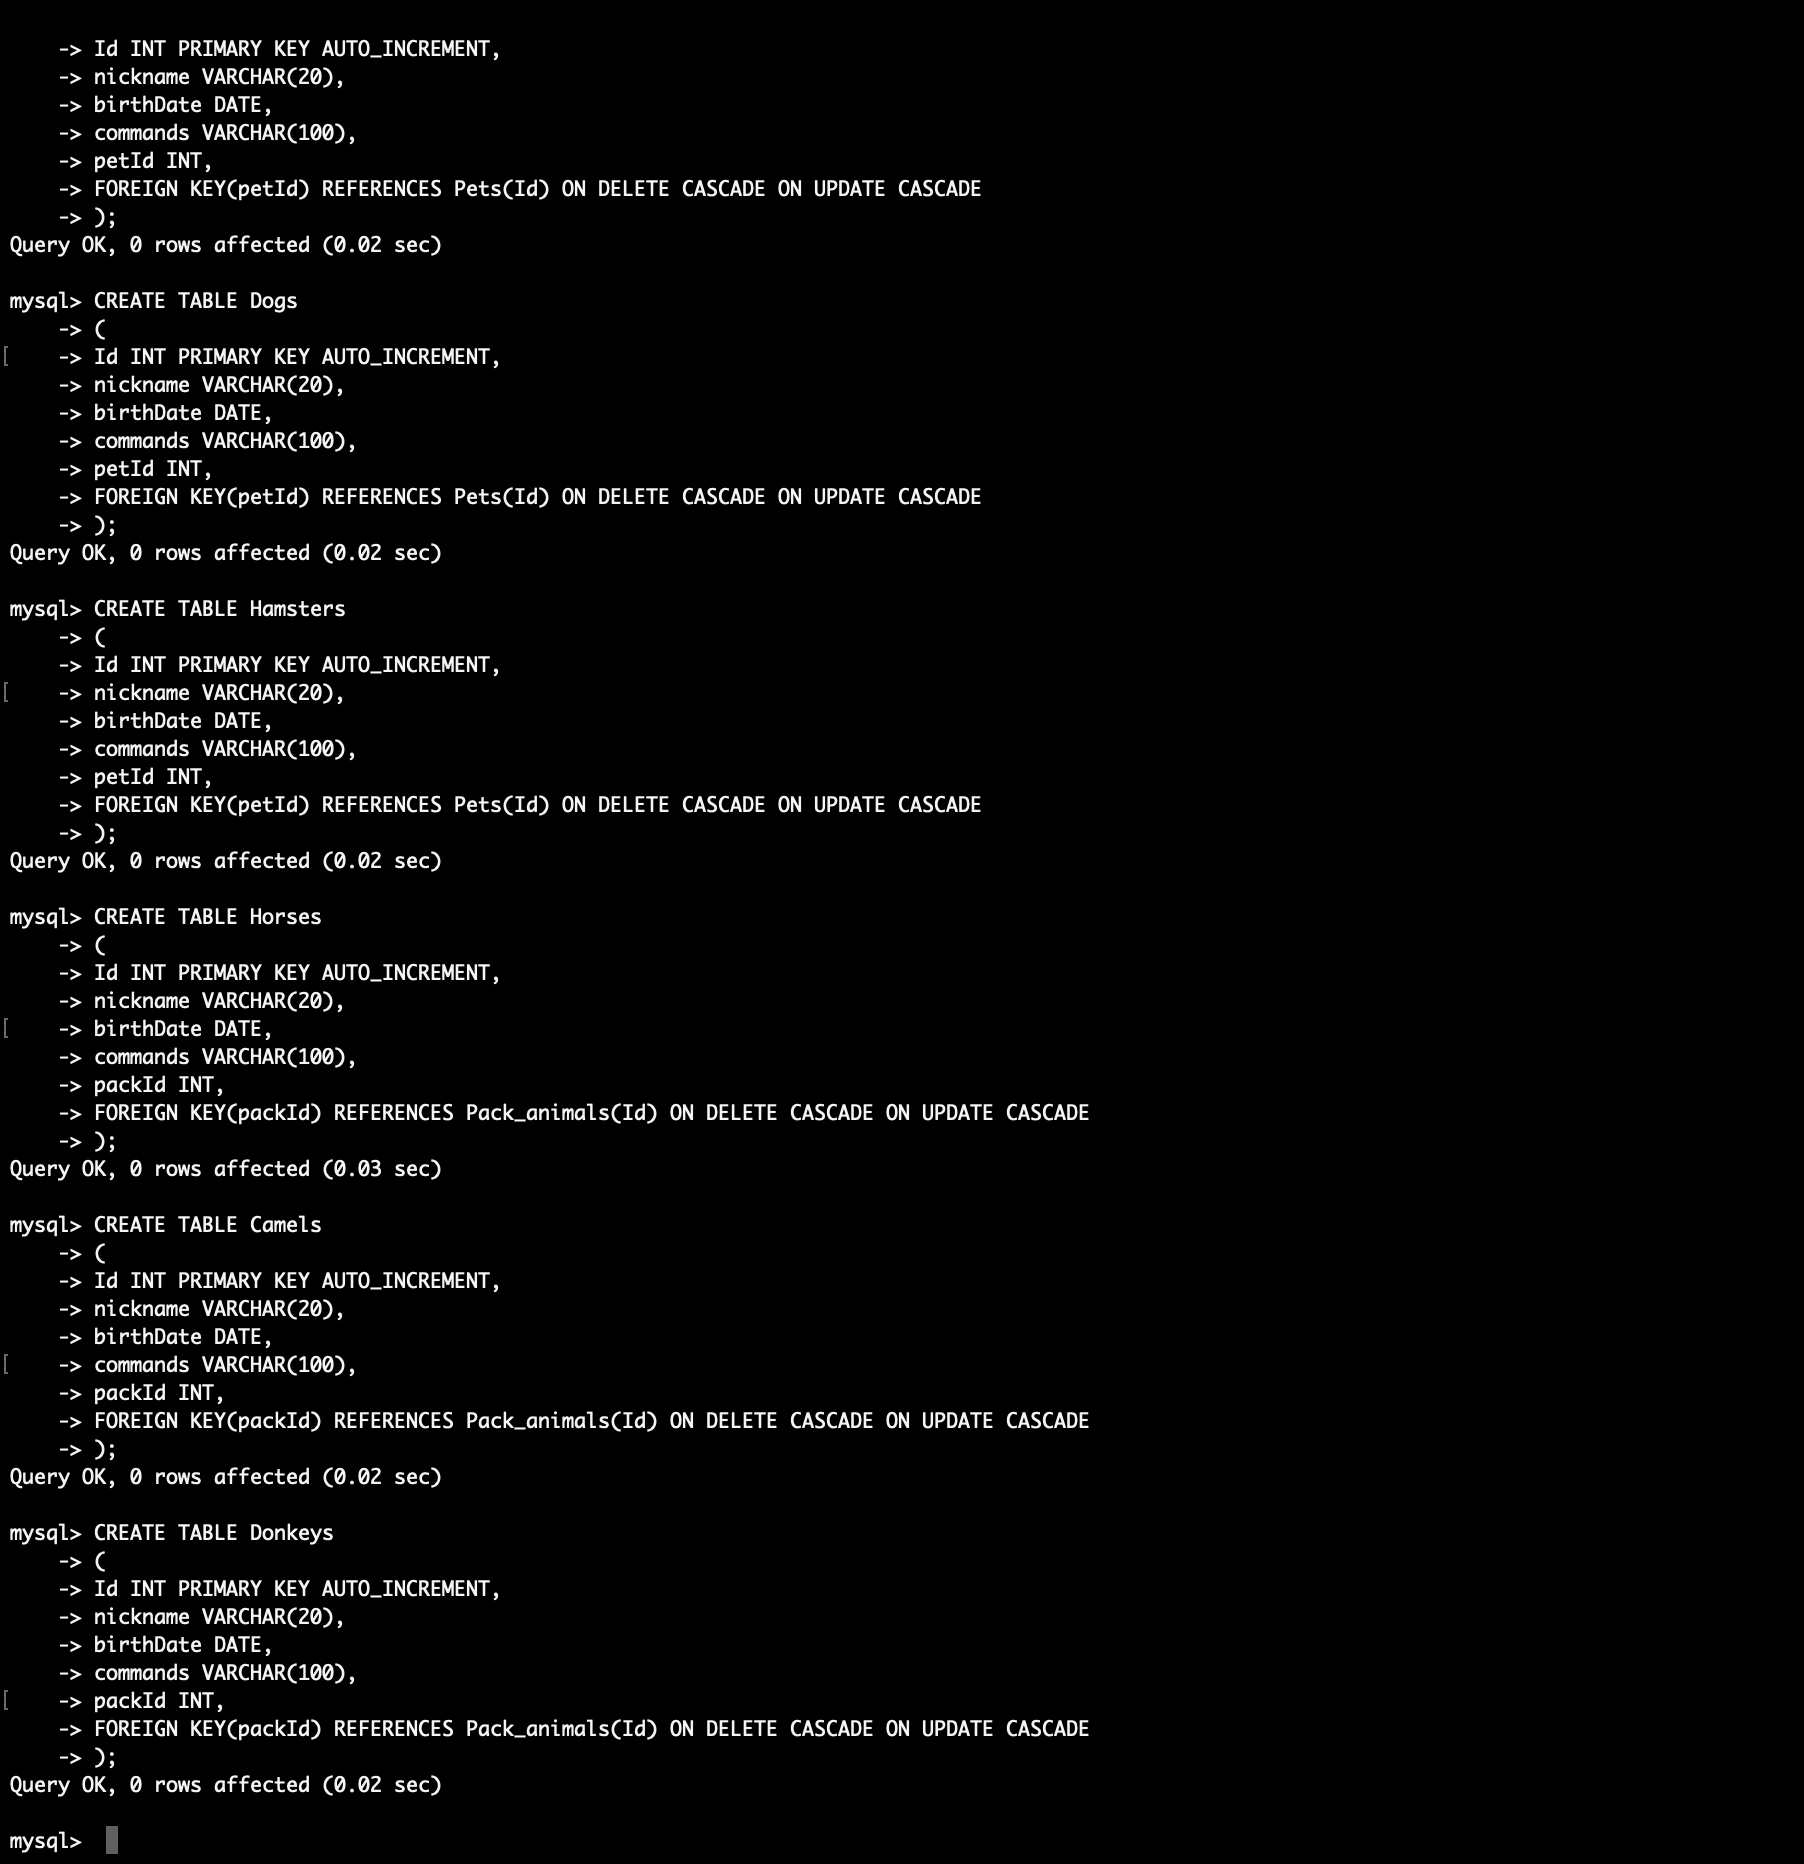 -> Id INT PRIMARY KEY AUTO_INCREMENT,
    -> nickname VARCHAR(20),
    -> birthDate DATE,
    -> commands VARCHAR(100),
    -> petId INT,
    -> FOREIGN KEY(petId) REFERENCES Pets(Id) ON DELETE CASCADE ON UPDATE CASCADE
    -> );
Query OK, 0 rows affected (0.02 sec)

mysql> CREATE TABLE Dogs
    -> (
[    -> Id INT PRIMARY KEY AUTO_INCREMENT,
    -> nickname VARCHAR(20),
    -> birthDate DATE,
    -> commands VARCHAR(100),
    -> petId INT,
    -> FOREIGN KEY(petId) REFERENCES Pets(Id) ON DELETE CASCADE ON UPDATE CASCADE
    -> );
Query OK, 0 rows affected (0.02 sec)

mysql> CREATE TABLE Hamsters
    -> (
    -> Id INT PRIMARY KEY AUTO_INCREMENT,
[    -> nickname VARCHAR(20),
    -> birthDate DATE,
    -> commands VARCHAR(100),
    -> petId INT,
    -> FOREIGN KEY(petId) REFERENCES Pets(Id) ON DELETE CASCADE ON UPDATE CASCADE
    -> );
Query OK, 0 rows affected (0.02 sec)

mysql> CREATE TABLE Horses
    -> (
    -> Id INT PRIMARY KEY AUTO_INCREMENT,
    -> nickname VARCHAR(20),
[    -> birthDate DATE,
    -> commands VARCHAR(100),
    -> packId INT,
    -> FOREIGN KEY(packId) REFERENCES Pack_animals(Id) ON DELETE CASCADE ON UPDATE CASCADE
    -> );
Query OK, 0 rows affected (0.03 sec)

mysql> CREATE TABLE Camels
    -> (
    -> Id INT PRIMARY KEY AUTO_INCREMENT,
    -> nickname VARCHAR(20),
    -> birthDate DATE,
[    -> commands VARCHAR(100),
    -> packId INT,
    -> FOREIGN KEY(packId) REFERENCES Pack_animals(Id) ON DELETE CASCADE ON UPDATE CASCADE
    -> );
Query OK, 0 rows affected (0.02 sec)

mysql> CREATE TABLE Donkeys
    -> (
    -> Id INT PRIMARY KEY AUTO_INCREMENT,
    -> nickname VARCHAR(20),
    -> birthDate DATE,
    -> commands VARCHAR(100),
[    -> packId INT,
    -> FOREIGN KEY(packId) REFERENCES Pack_animals(Id) ON DELETE CASCADE ON UPDATE CASCADE
    -> );
Query OK, 0 rows affected (0.02 sec)

mysql>